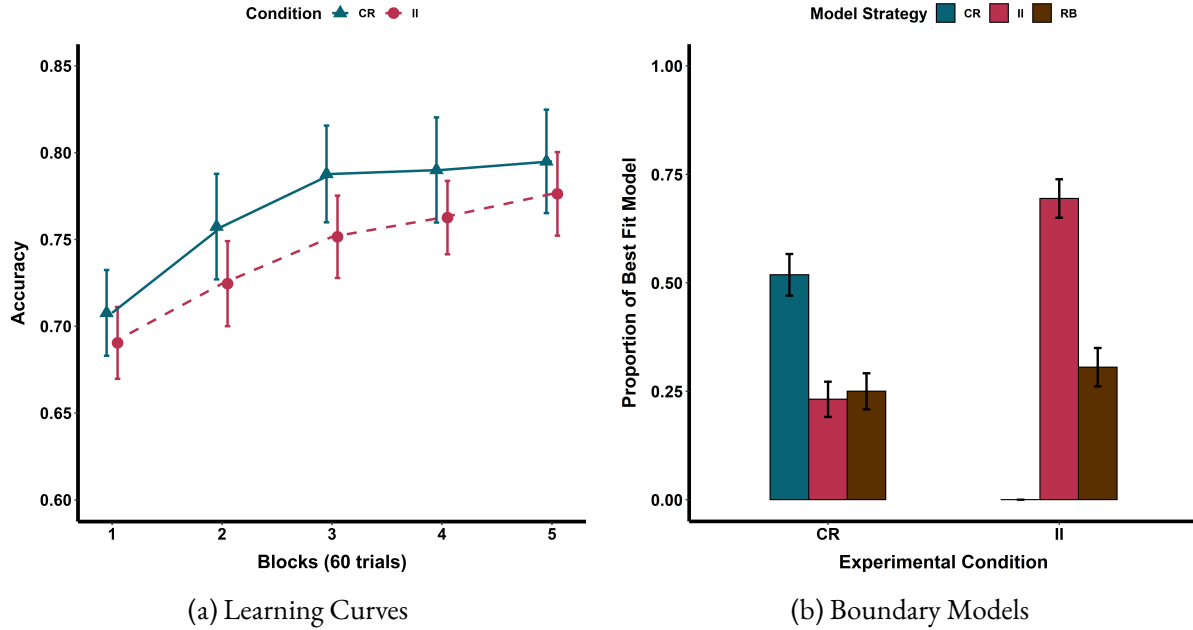 Condition CR II
0.85
0.80
0.75
0.70
0.65
0.60
Accuracy
1 2 3 4 5
Blocks (60 trials)
(a) Learning Curves
Model Strategy CR II RB
1.00
0.75
0.50
0.25
0.00
Proportion of Best Fit Model
CR II
Experimental Condition
(b) Boundary Models